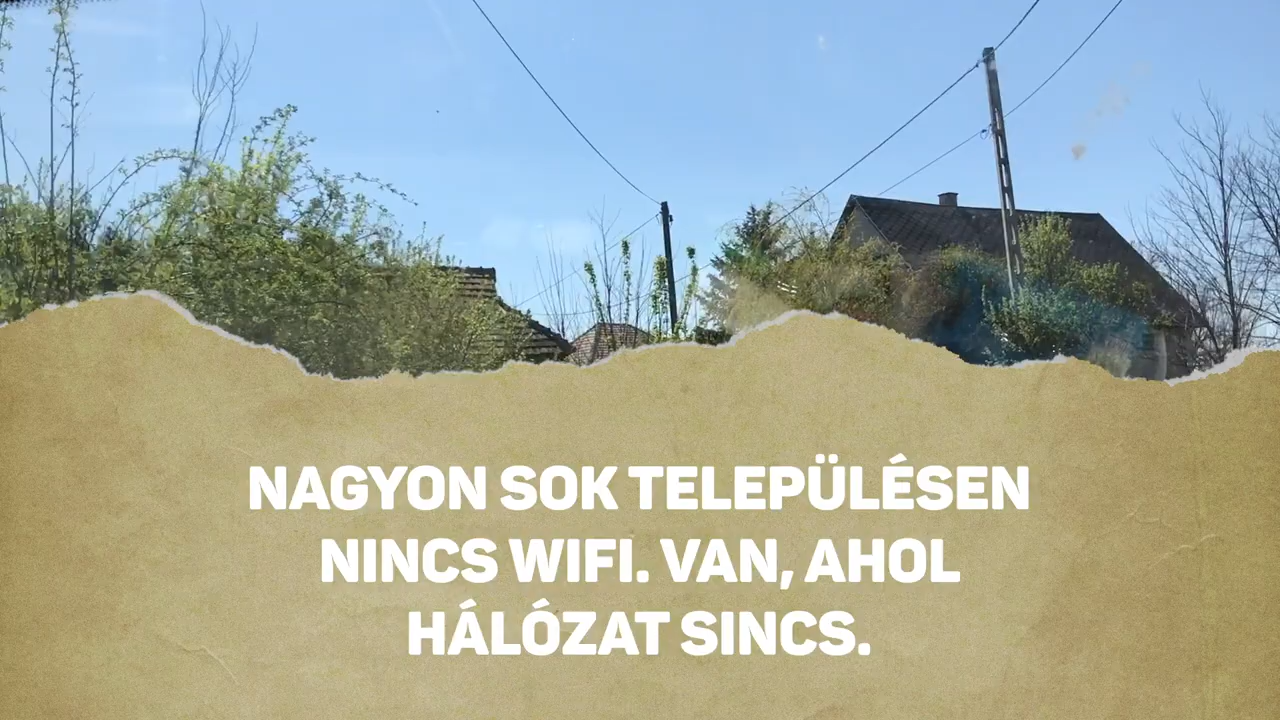 NAGYON SOK TELEPÜLÉSEN
NINCS WIFI. VAN, AHOL
HÁLÓZAT SINCS.